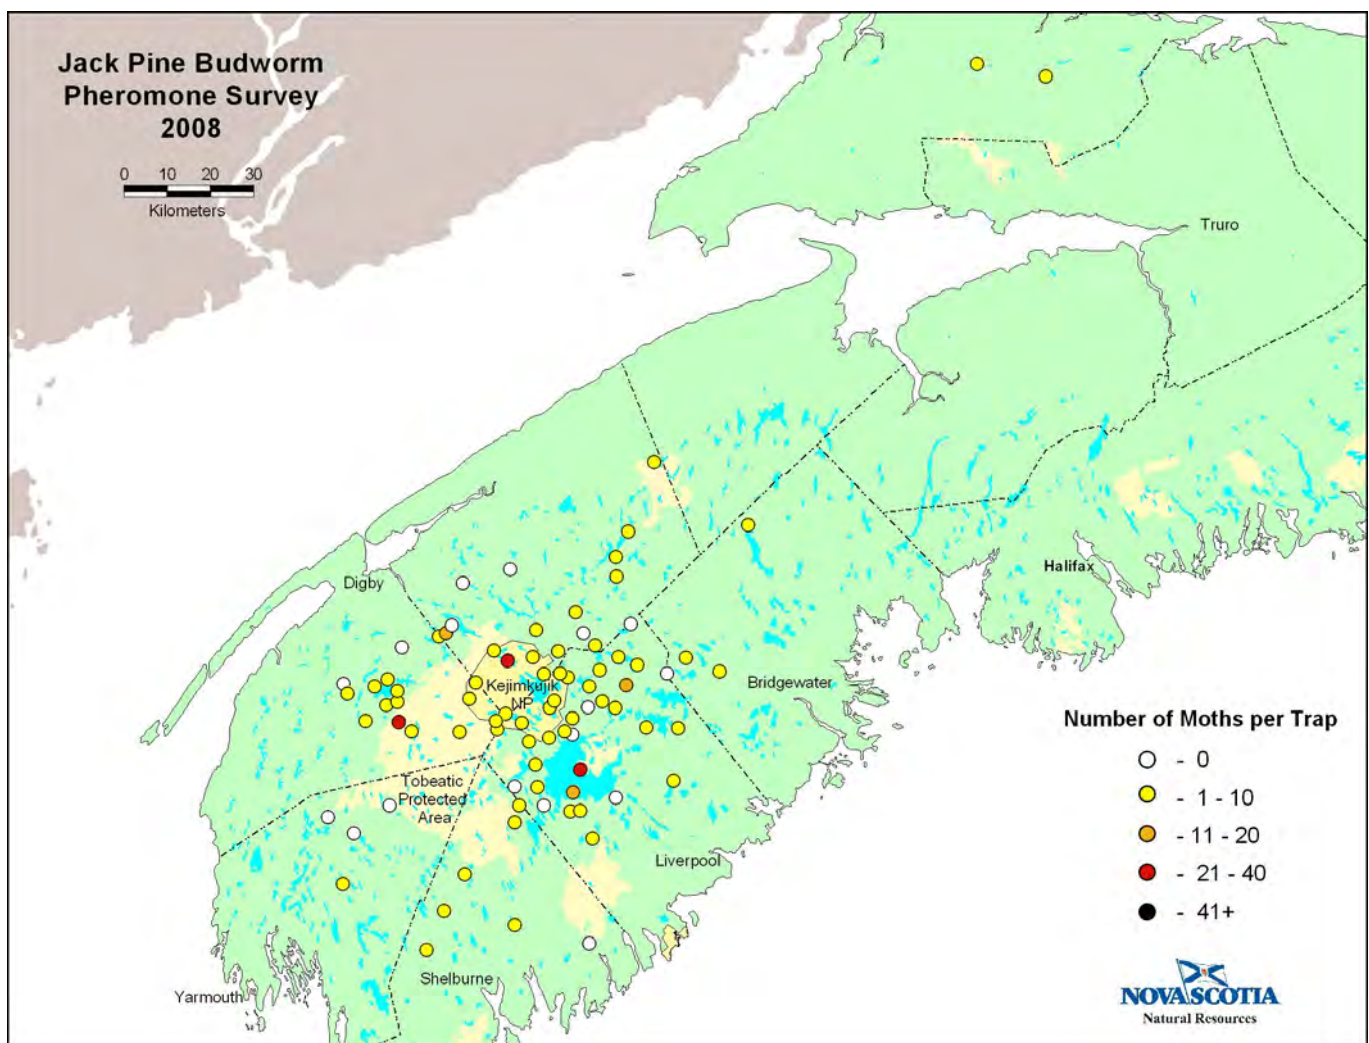 Jack Pine Budworm
Pheromone Survey
2008
0 10 20 30
Kilometers
Truro
Halifax
Digby
Kejimkujik
NP
Bridgewater
Tobeatic
Protected
Area
Liverpool
Shelburne
Yarmouth
Number of Moths per Trap
- 0
- 1 - 10
- 11 - 20
- 21 - 40
- 41+
NOVA SCOTIA
Natural Resources